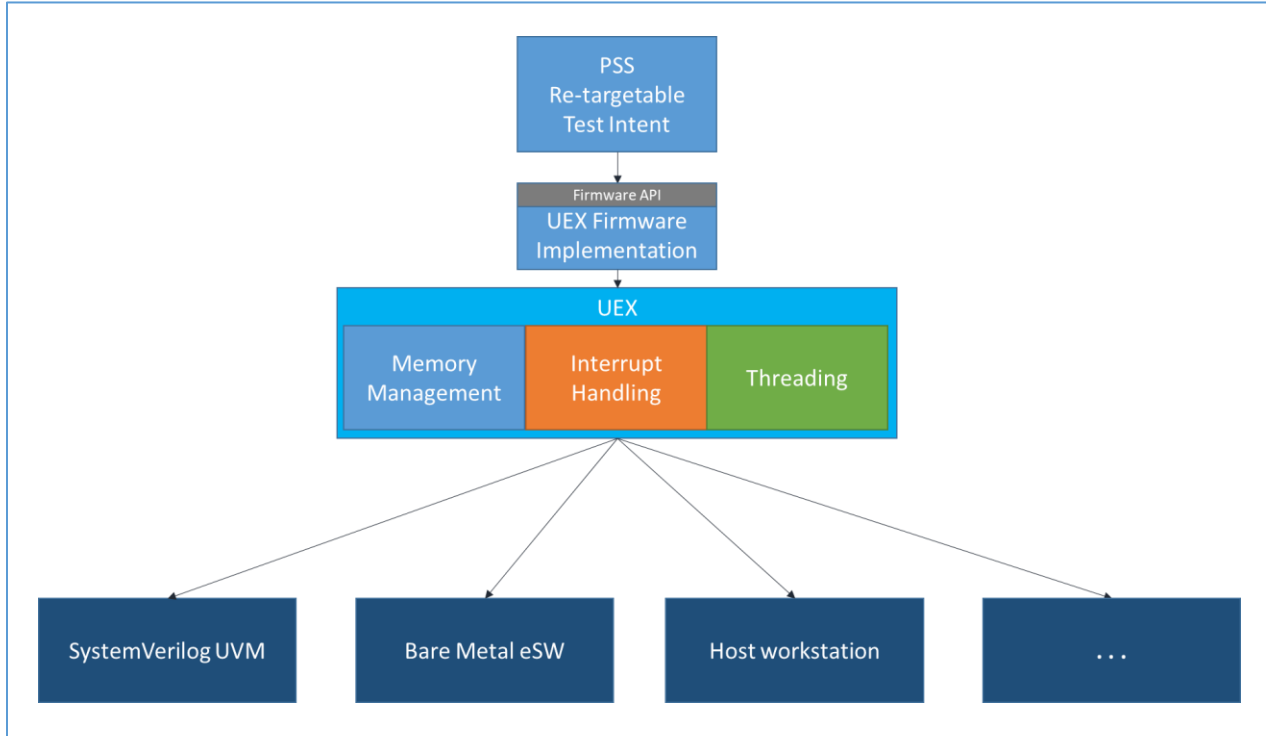 PSS
Re-targetable
Test Intent
Firmware API
UEX Firmware
Implementation
UEX
Memory
Management
Interrupt
Handling
Threading
SystemVerilog UVM
Bare Metal eSW
Host workstation
...